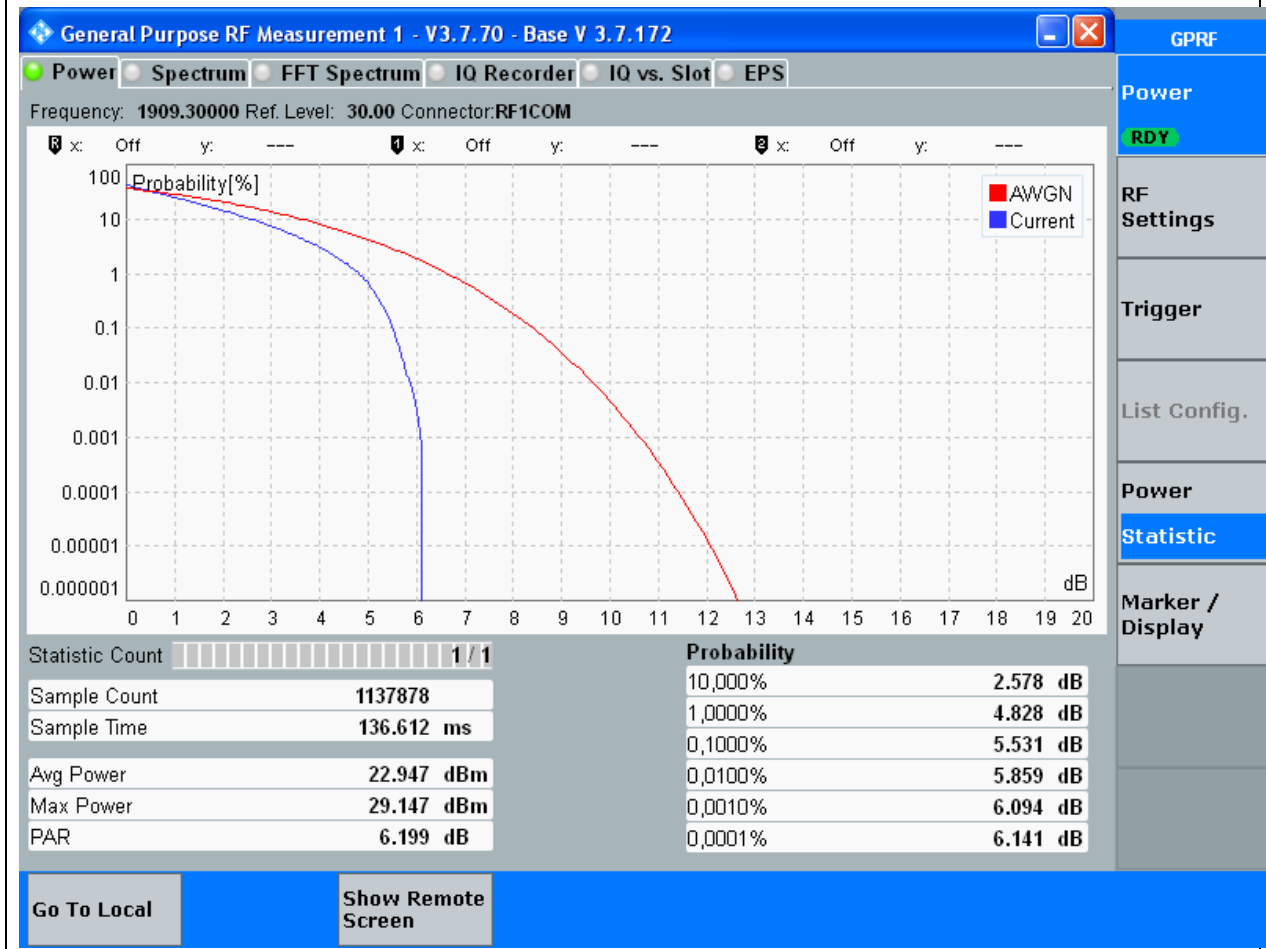 General Purpose RF Measurement 1 - V3.7.70 - Base V 3.7.172
GPRF
Power Spectrum FFT Spectrum IQ Recorder IQ vs. Slot EPS
Frequency: 1909.30000 Ref. Level: 30.00 Connector:RF1COM
R x: Off y: --- 1 x: Off y: --- 2 x: Off y: ---
Probability[%]
100
10
1
0.1
0.01
0.001
0.0001
0.00001
0.000001
AWGN
Current
dB
0 1 2 3 4 5 6 7 8 9 10 11 12 13 14 15 16 17 18 19 20
Statistic Count 1 / 1
Sample Count 1137878
Sample Time 136.612 ms
Avg Power 22.947 dBm
Max Power 29.147 dBm
PAR 6.199 dB
Probability
10,000% 2.578 dB
1,0000% 4.828 dB
0,1000% 5.531 dB
0,0100% 5.859 dB
0,0010% 6.094 dB
0,0001% 6.141 dB
Power
RDY
RF
Settings
Trigger
List Config.
Power
Statistic
Marker /
Display
Go To Local
Show Remote
Screen